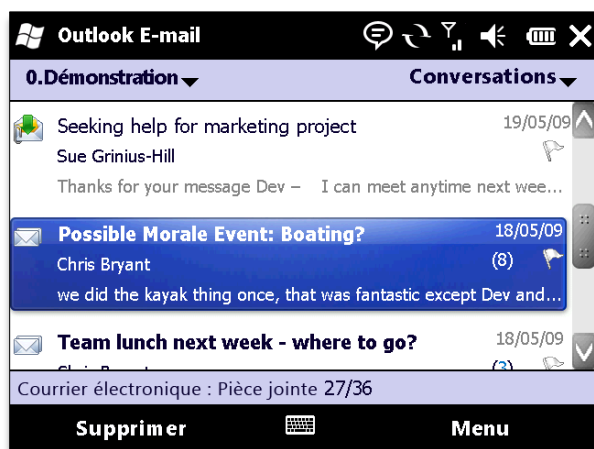 Outlook E-mail
0.Démonstration Conversations
Seeking help for marketing project 19/05/09
Sue Grinius-Hill
Thanks for your message Dev – I can meet anytime next wee...
Possible Morale Event: Boating? 18/05/09
Chris Bryant (8)
we did the kayak thing once, that was fantastic except Dev and...
Team lunch next week - where to go? 18/05/09
(3)
Courrier électronique : Pièce jointe 27/36
Supprimer Menu